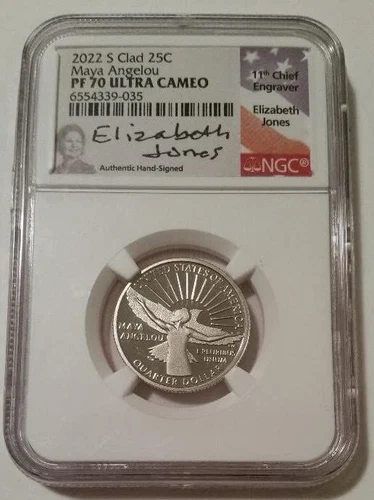 2022 S Clad 25C
Maya Angelou
PF 70 ULTRA CAMEO
6554339-035
Elizabeth
Jones
Authentic Hand-Signed
11th Chief
Engraver
Elizabeth
Jones
NGC®
UNITED STATES OF AMERICA
MAYA
ANGELOU
E PLURIBUS
UNUM
QUARTER DOLLAR